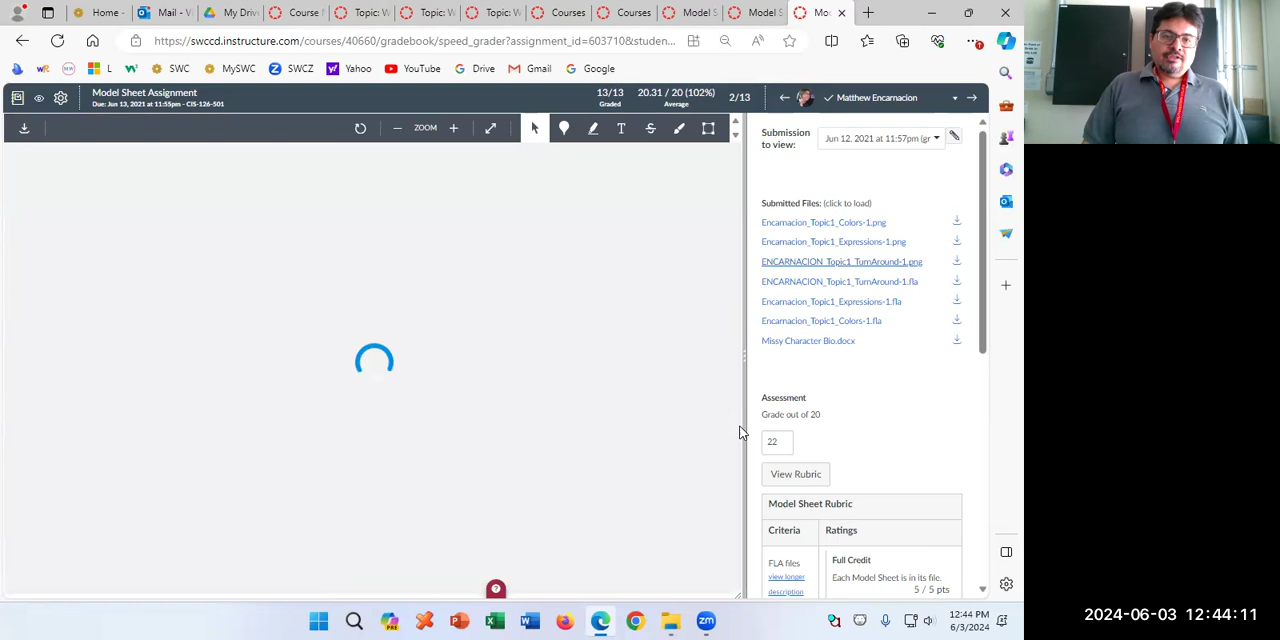 Home -
Mail - Vi
My Driv
Course
Topic: W
Topic: W
Topic: W
Courses
Courses
Model S
Model S
Mod
https://swccd.instructure.com/courses/40660/gradebook/speed_grader?assignment_id=603710&studen...
L
SWC
MySWC
SWCZ
Yahoo
YouTube
Drive
Gmail
Google
Model Sheet Assignment
Due: Jun 13, 2021 at 11:55pm - CIS-126-501
13/13
Graded
20.31 / 20 (102%)
Average
2/13
Matthew Encarnacion
ZOOM
Submission to view:
Jun 12, 2021 at 11:57pm (gr
Submitted Files: (click to load)
Encarnacion_Topic1_Colors-1.png
Encarnacion_Topic1_Expressions-1.png
ENCARNACION_Topic1_TurnAround-1.png
ENCARNACION_Topic1_TurnAround-1.fla
Encarnacion_Topic1_Expressions-1.fla
Encarnacion_Topic1_Colors-1.fla
Missy Character Bio.docx
Assessment
Grade out of 20
22
View Rubric
Model Sheet Rubric
Criteria
Ratings
FLA files
view longer
description
Full Credit
Each Model Sheet is in its file.
5 / 5 pts
12:44 PM
6/3/2024
2024-06-03 12:44:11